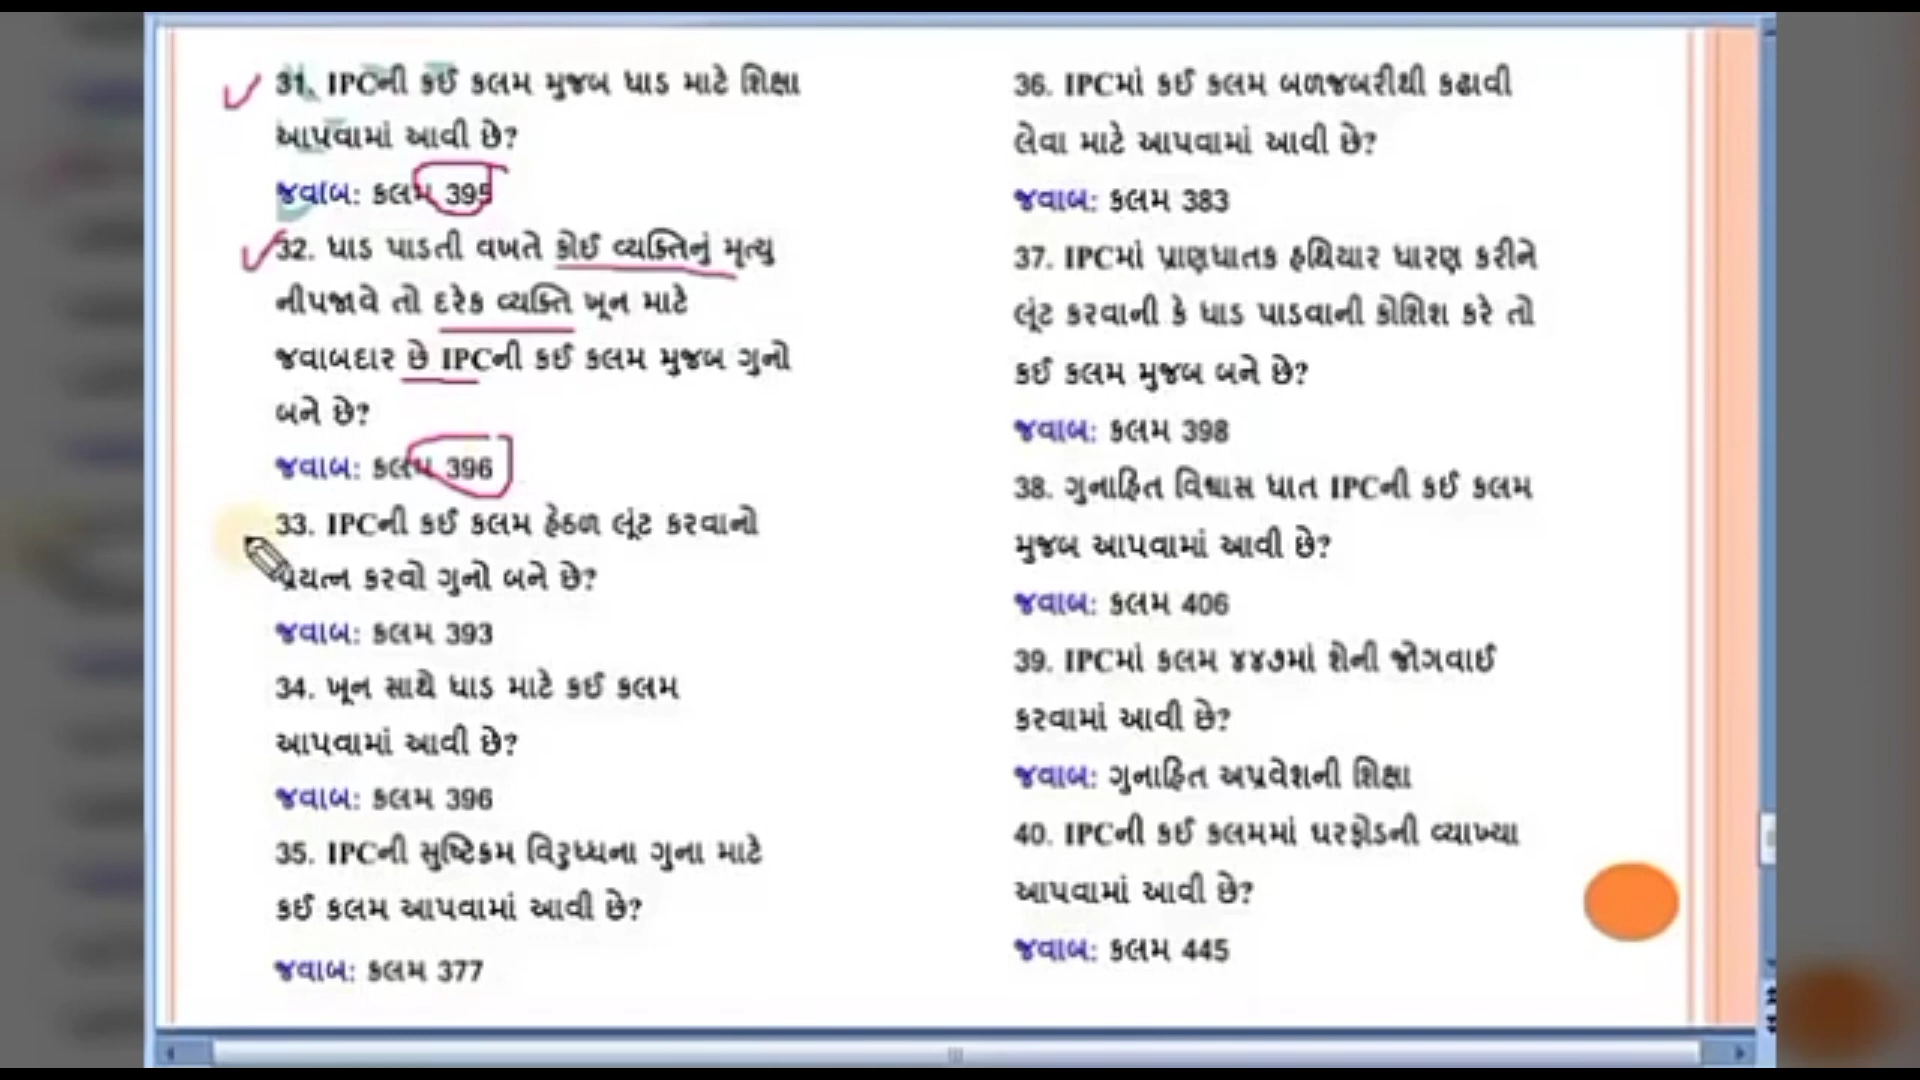 31. IPCની કઈ કલમ મુજબ ધાડ માટે શિક્ષા
આપવામાં આવી છે?
જવાબ: કલમ 395
32. ધાડ પાડતી વખતે કોઈ વ્યક્તિનું મૃત્યુ
નીપજાવે તો દરેક વ્યક્તિ ખૂન માટે
જવાબદાર છે IPCની કઈ કલમ મુજબ ગુનો
બને છે?
જવાબ: કલમ 396
33. IPCની કઈ કલમ હેઠળ લૂંટ કરવાનો
પ્રયત્ન કરવો ગુનો બને છે?
જવાબ: કલમ 393
34. ખૂન સાથે ધાડ માટે કઈ કલમ
આપવામાં આવી છે?
જવાબ: કલમ 396
35. IPCની સુષ્ટિક્રમ વિરુધ્ધના ગુના માટે
કઈ કલમ આપવામાં આવી છે?
જવાબ: કલમ 377
36. IPCમાં કઈ કલમ બળજબરીથી કઢાવી
લેવા માટે આપવામાં આવી છે?
જવાબ: કલમ 383
37. IPCમાં પ્રાણઘાતક હથિયાર ધારણ કરીને
લૂંટ કરવાની કે ધાડ પાડવાની કોશિશ કરે તો
કઈ કલમ મુજબ બને છે?
જવાબ: કલમ 398
38. ગુનાહિત વિશ્વાસ ઘાત IPCની કઈ કલમ
મુજબ આપવામાં આવી છે?
જવાબ: કલમ 406
39. IPCમાં કલમ ૪૪૭માં શેની જોગવાઈ
કરવામાં આવી છે?
જવાબ: ગુનાહિત અપ્રવેશની શિક્ષા
40. IPCની કઈ કલમમાં ઘરફોડની વ્યાખ્યા
આપવામાં આવી છે?
જવાબ: કલમ 445